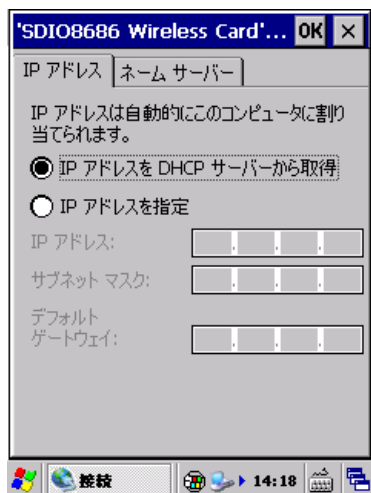 'SDIO8686 Wireless Card'... OK ×
IP アドレス ネーム サーバー
IP アドレスは自動的にこのコンピュータに割り
当てられます。
IP アドレスを DHCP サーバーから取得
IP アドレスを指定
IP アドレス:
サブネット マスク:
デフォルト
ゲートウェイ:
接続 14:18